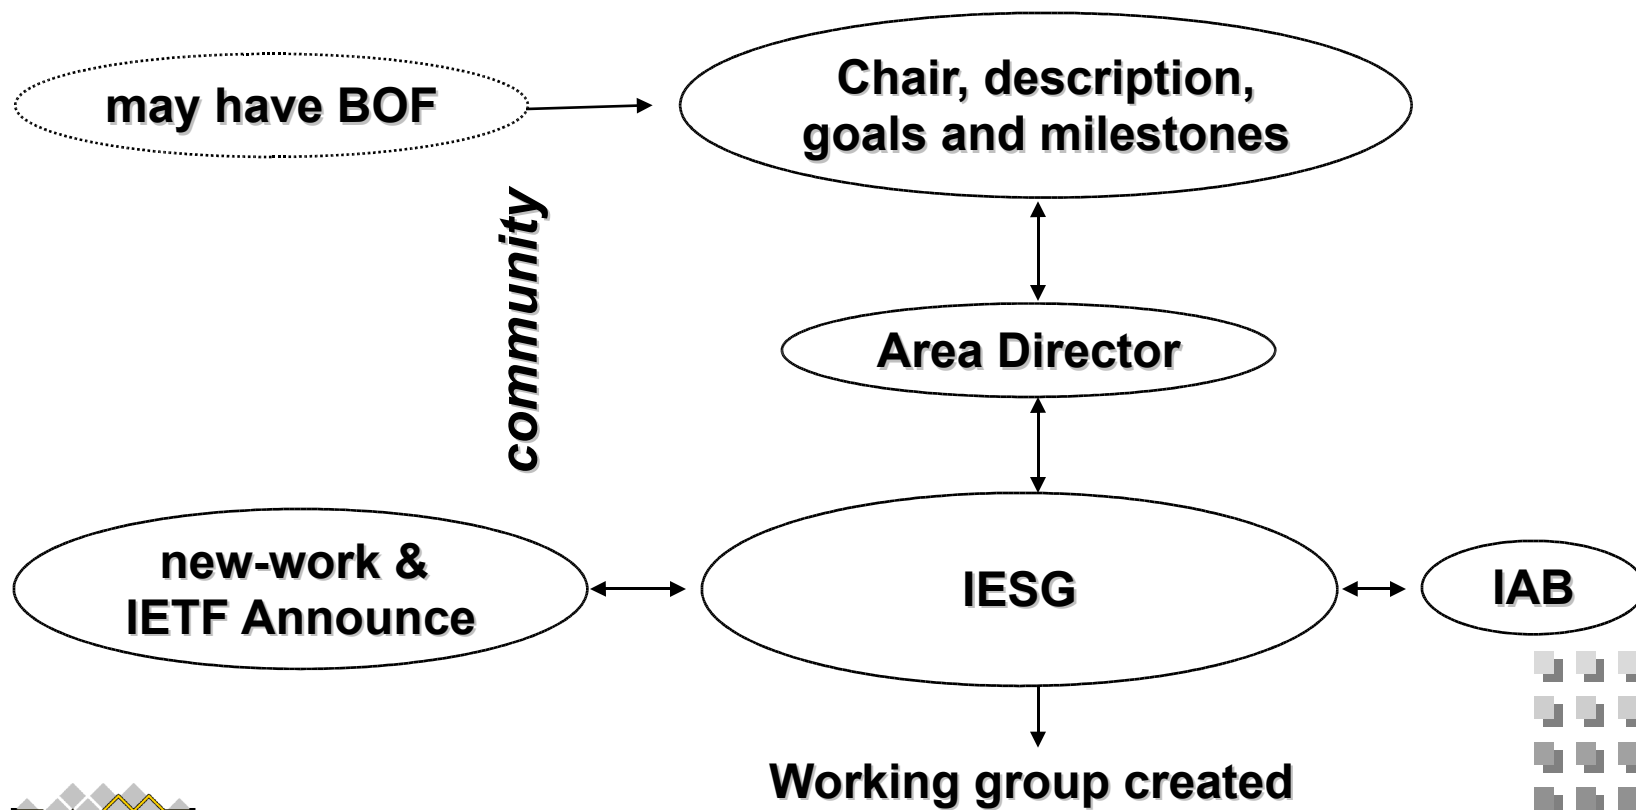 may have BOF
Chair, description,
goals and milestones
community
Area Director
new-work &
IETF Announce
IESG
IAB
Working group created